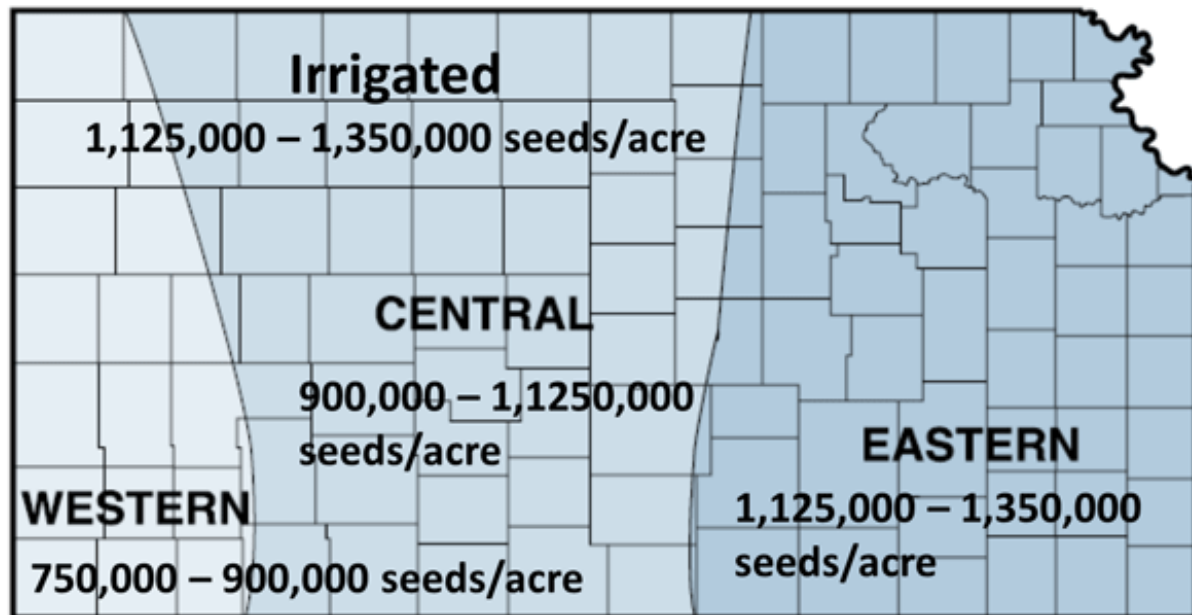 Irrigated
1,125,000 – 1,350,000 seeds/acre
CENTRAL
900,000 – 1,1250,000
seeds/acre
EASTERN
1,125,000 – 1,350,000
seeds/acre
WESTERN
750,000 – 900,000 seeds/acre